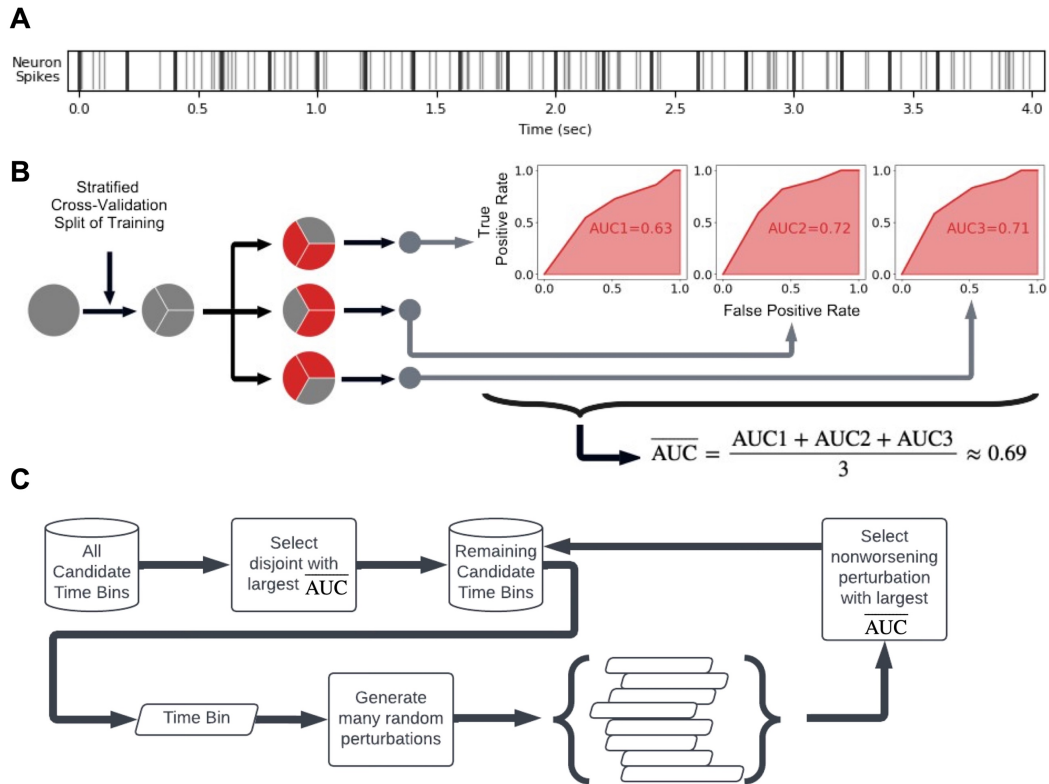 A
Neuron
Spikes
0.0 0.5 1.0 1.5 2.0 2.5 3.0 3.5 4.0
Time (sec)
B
Stratified
Cross-Validation
Split of Training
True
Positive Rate
1.0
0.5
0.0
AUC1=0.63
0.0 0.5 1.0
1.0
0.5
0.0
AUC2=0.72
0.0 0.5 1.0
1.0
0.5
0.0
AUC3=0.71
0.0 0.5 1.0
False Positive Rate
AUC = (AUC1 + AUC2 + AUC3) / 3 ≈ 0.69
C
All
Candidate
Time Bins
Select
disjoint with
largest AUC
Remaining
Candidate
Time Bins
Select
nonworsening
perturbation
with largest
AUC
Time Bin
Generate
many random
perturbations